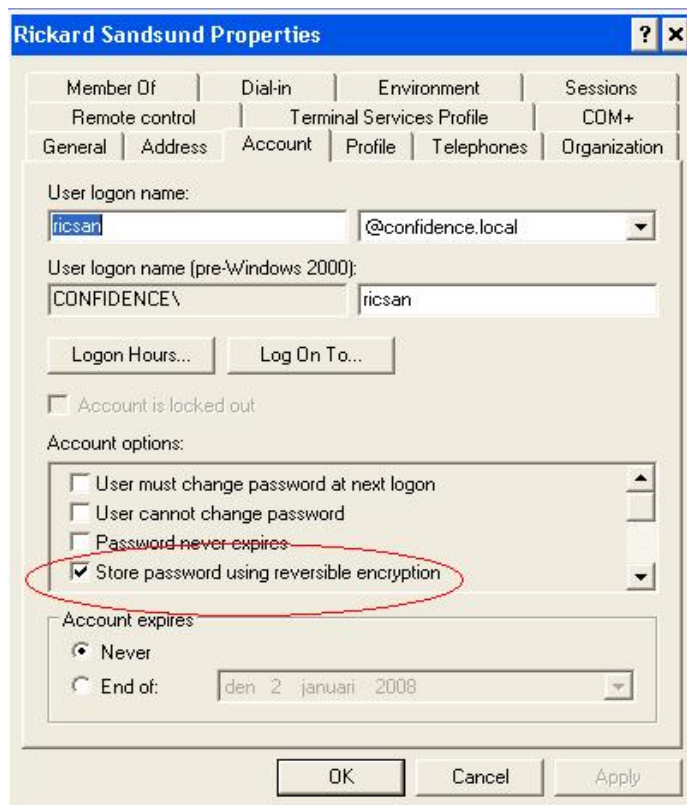 Rickard Sandsund Properties
Member Of Dial-in Environment Sessions
Remote control Terminal Services Profile COM+
General Address Account Profile Telephones Organization
User logon name:
ricsan @confidence.local
User logon name (pre-Windows 2000):
CONFIDENCE\ ricsan
Logon Hours... Log On To...
Account is locked out
Account options:
User must change password at next logon
User cannot change password
Password never expires
Store password using reversible encryption
Account expires
Never
End of: den 2 januari 2008
OK Cancel Apply